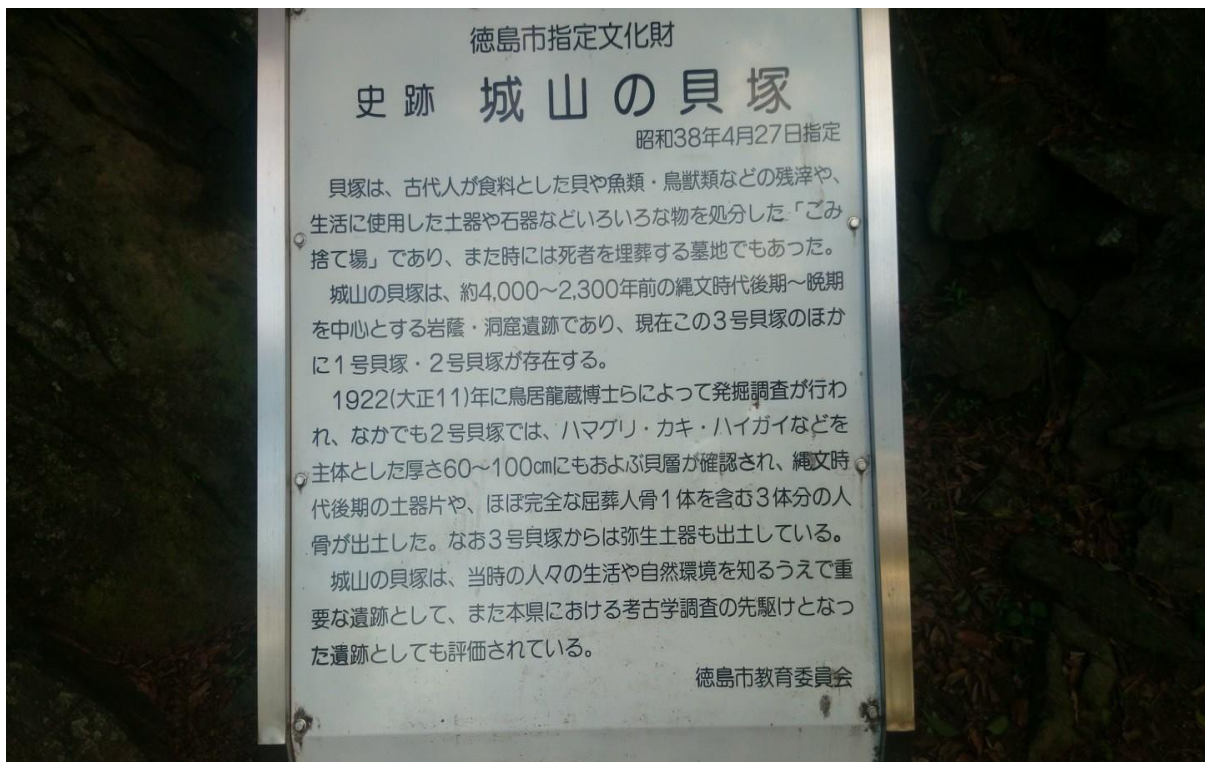 徳島市指定文化財
史跡 城山の貝塚
昭和38年4月27日指定
貝塚は、古代人が食料とした貝や魚類・鳥獣類などの残滓や、
生活に使用した土器や石器などいろいろな物を処分した「ごみ
捨て場」であり、また時には死者を埋葬する墓地でもあった。
城山の貝塚は、約4,000〜2,300年前の縄文時代後期〜晩期
を中心とする岩蔭・洞窟遺跡であり、現在この3号貝塚のほか
に1号貝塚・2号貝塚が存在する。
1922(大正11)年に鳥居龍蔵博士らによって発掘調査が行わ
れ、なかでも2号貝塚では、ハマグリ・カキ・ハイガイなどを
主体とした厚さ60〜100㎝にもおよぶ貝層が確認され、縄文時
代後期の土器片や、ほぼ完全な屈葬人骨1体を含む3体分の人
骨が出土した。なお3号貝塚からは弥生土器も出土している。
城山の貝塚は、当時の人々の生活や自然環境を知るうえで重
要な遺跡として、また本県における考古学調査の先駆けとなっ
た遺跡としても評価されている。
徳島市教育委員会